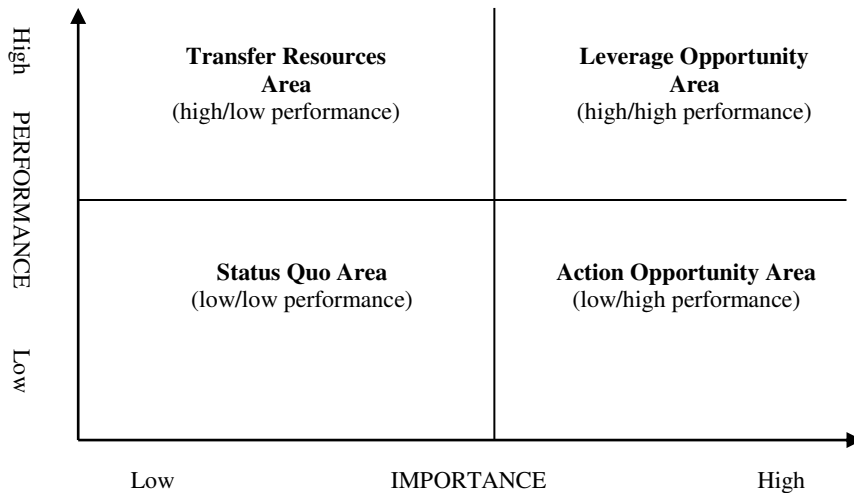 High
PERFORMANCE
Low
Transfer Resources
Area
(high/low performance)
Leverage Opportunity
Area
(high/high performance)
Status Quo Area
(low/low performance)
Action Opportunity Area
(low/high performance)
Low
IMPORTANCE
High